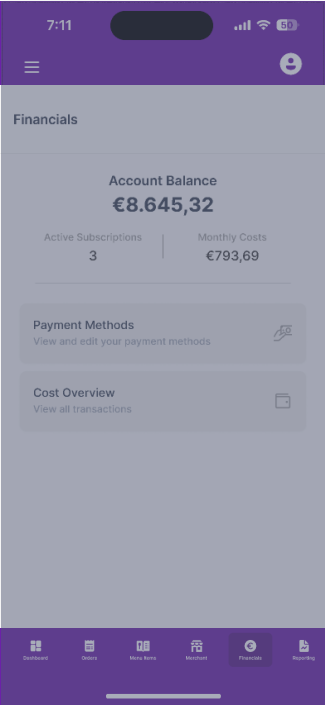 7:11
50
Financials
Account Balance
€8.645,32
Active Subscriptions
Monthly Costs
3
€793,69
Payment Methods
View and edit your payment methods
Cost Overview
View all transactions
Dashboard
Orders
Menu Items
Merchant
Financials
Reporting